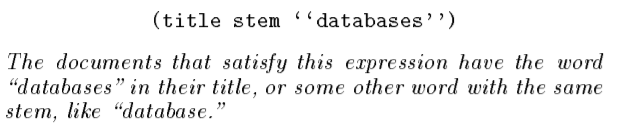 (title stem ``databases'')
The documents that satisfy this expression have the word
“databases” in their title, or some other word with the same
stem, like “database.”